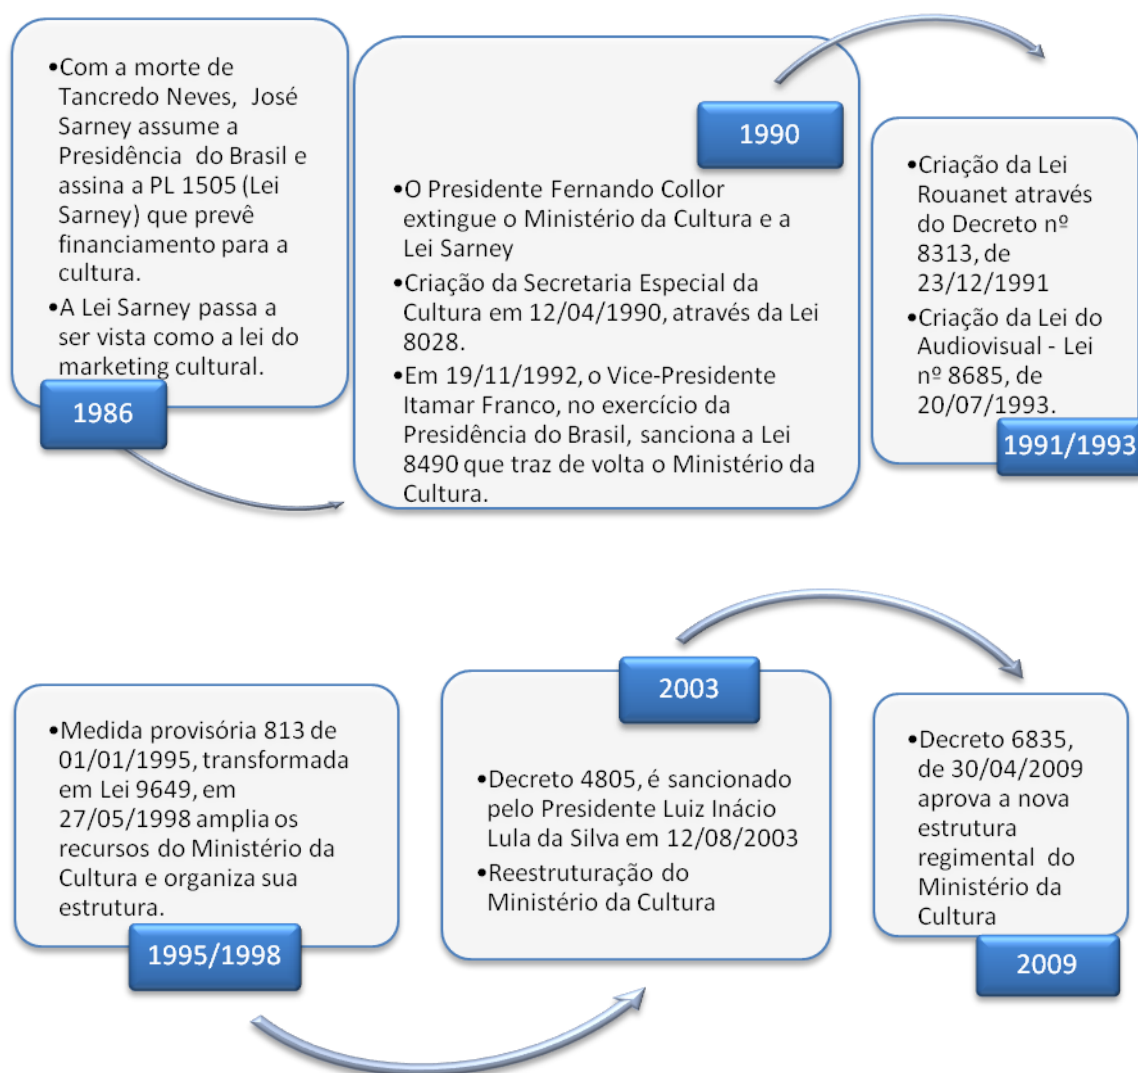 •Com a morte de
Tancredo Neves, José
Sarney assume a
Presidência do Brasil e
assina a PL 1505 (Lei
Sarney) que prevê
financiamento para a
cultura.
•A Lei Sarney passa a
ser vista como a lei do
marketing cultural.
1986
1990
•O Presidente Fernando Collor
extingue o Ministério da Cultura e a
Lei Sarney
•Criação da Secretaria Especial da
Cultura em 12/04/1990, através da Lei
8028.
•Em 19/11/1992, o Vice-Presidente
Itamar Franco, no exercício da
Presidência do Brasil, sanciona a Lei
8490 que traz de volta o Ministério da
Cultura.
•Criação da Lei
Rouanet através
do Decreto nº
8313, de
23/12/1991
•Criação da Lei do
Audiovisual - Lei
nº 8685, de
20/07/1993.
1991/1993
•Medida provisória 813 de
01/01/1995, transformada
em Lei 9649, em
27/05/1998 amplia os
recursos do Ministério da
Cultura e organiza sua
estrutura.
1995/1998
2003
•Decreto 4805, é sancionado
pelo Presidente Luiz Inácio
Lula da Silva em 12/08/2003
•Reestruturação do
Ministério da Cultura
•Decreto 6835,
de 30/04/2009
aprova a nova
estrutura
regimental do
Ministério da
Cultura
2009